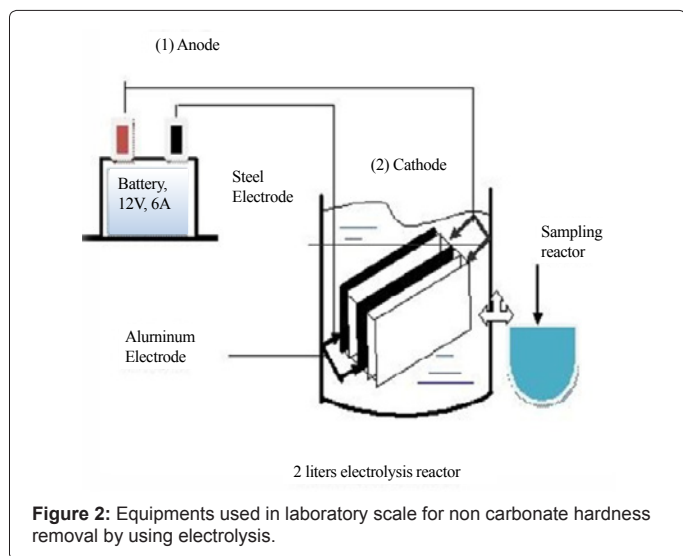 (1) Anode
Battery,
12V, 6A
Steel
Electrode
(2) Cathode
Sampling
reactor
Aluminum
Electrode
2 liters electrolysis reactor
Figure 2: Equipments used in laboratory scale for non carbonate hardness
removal by using electrolysis.